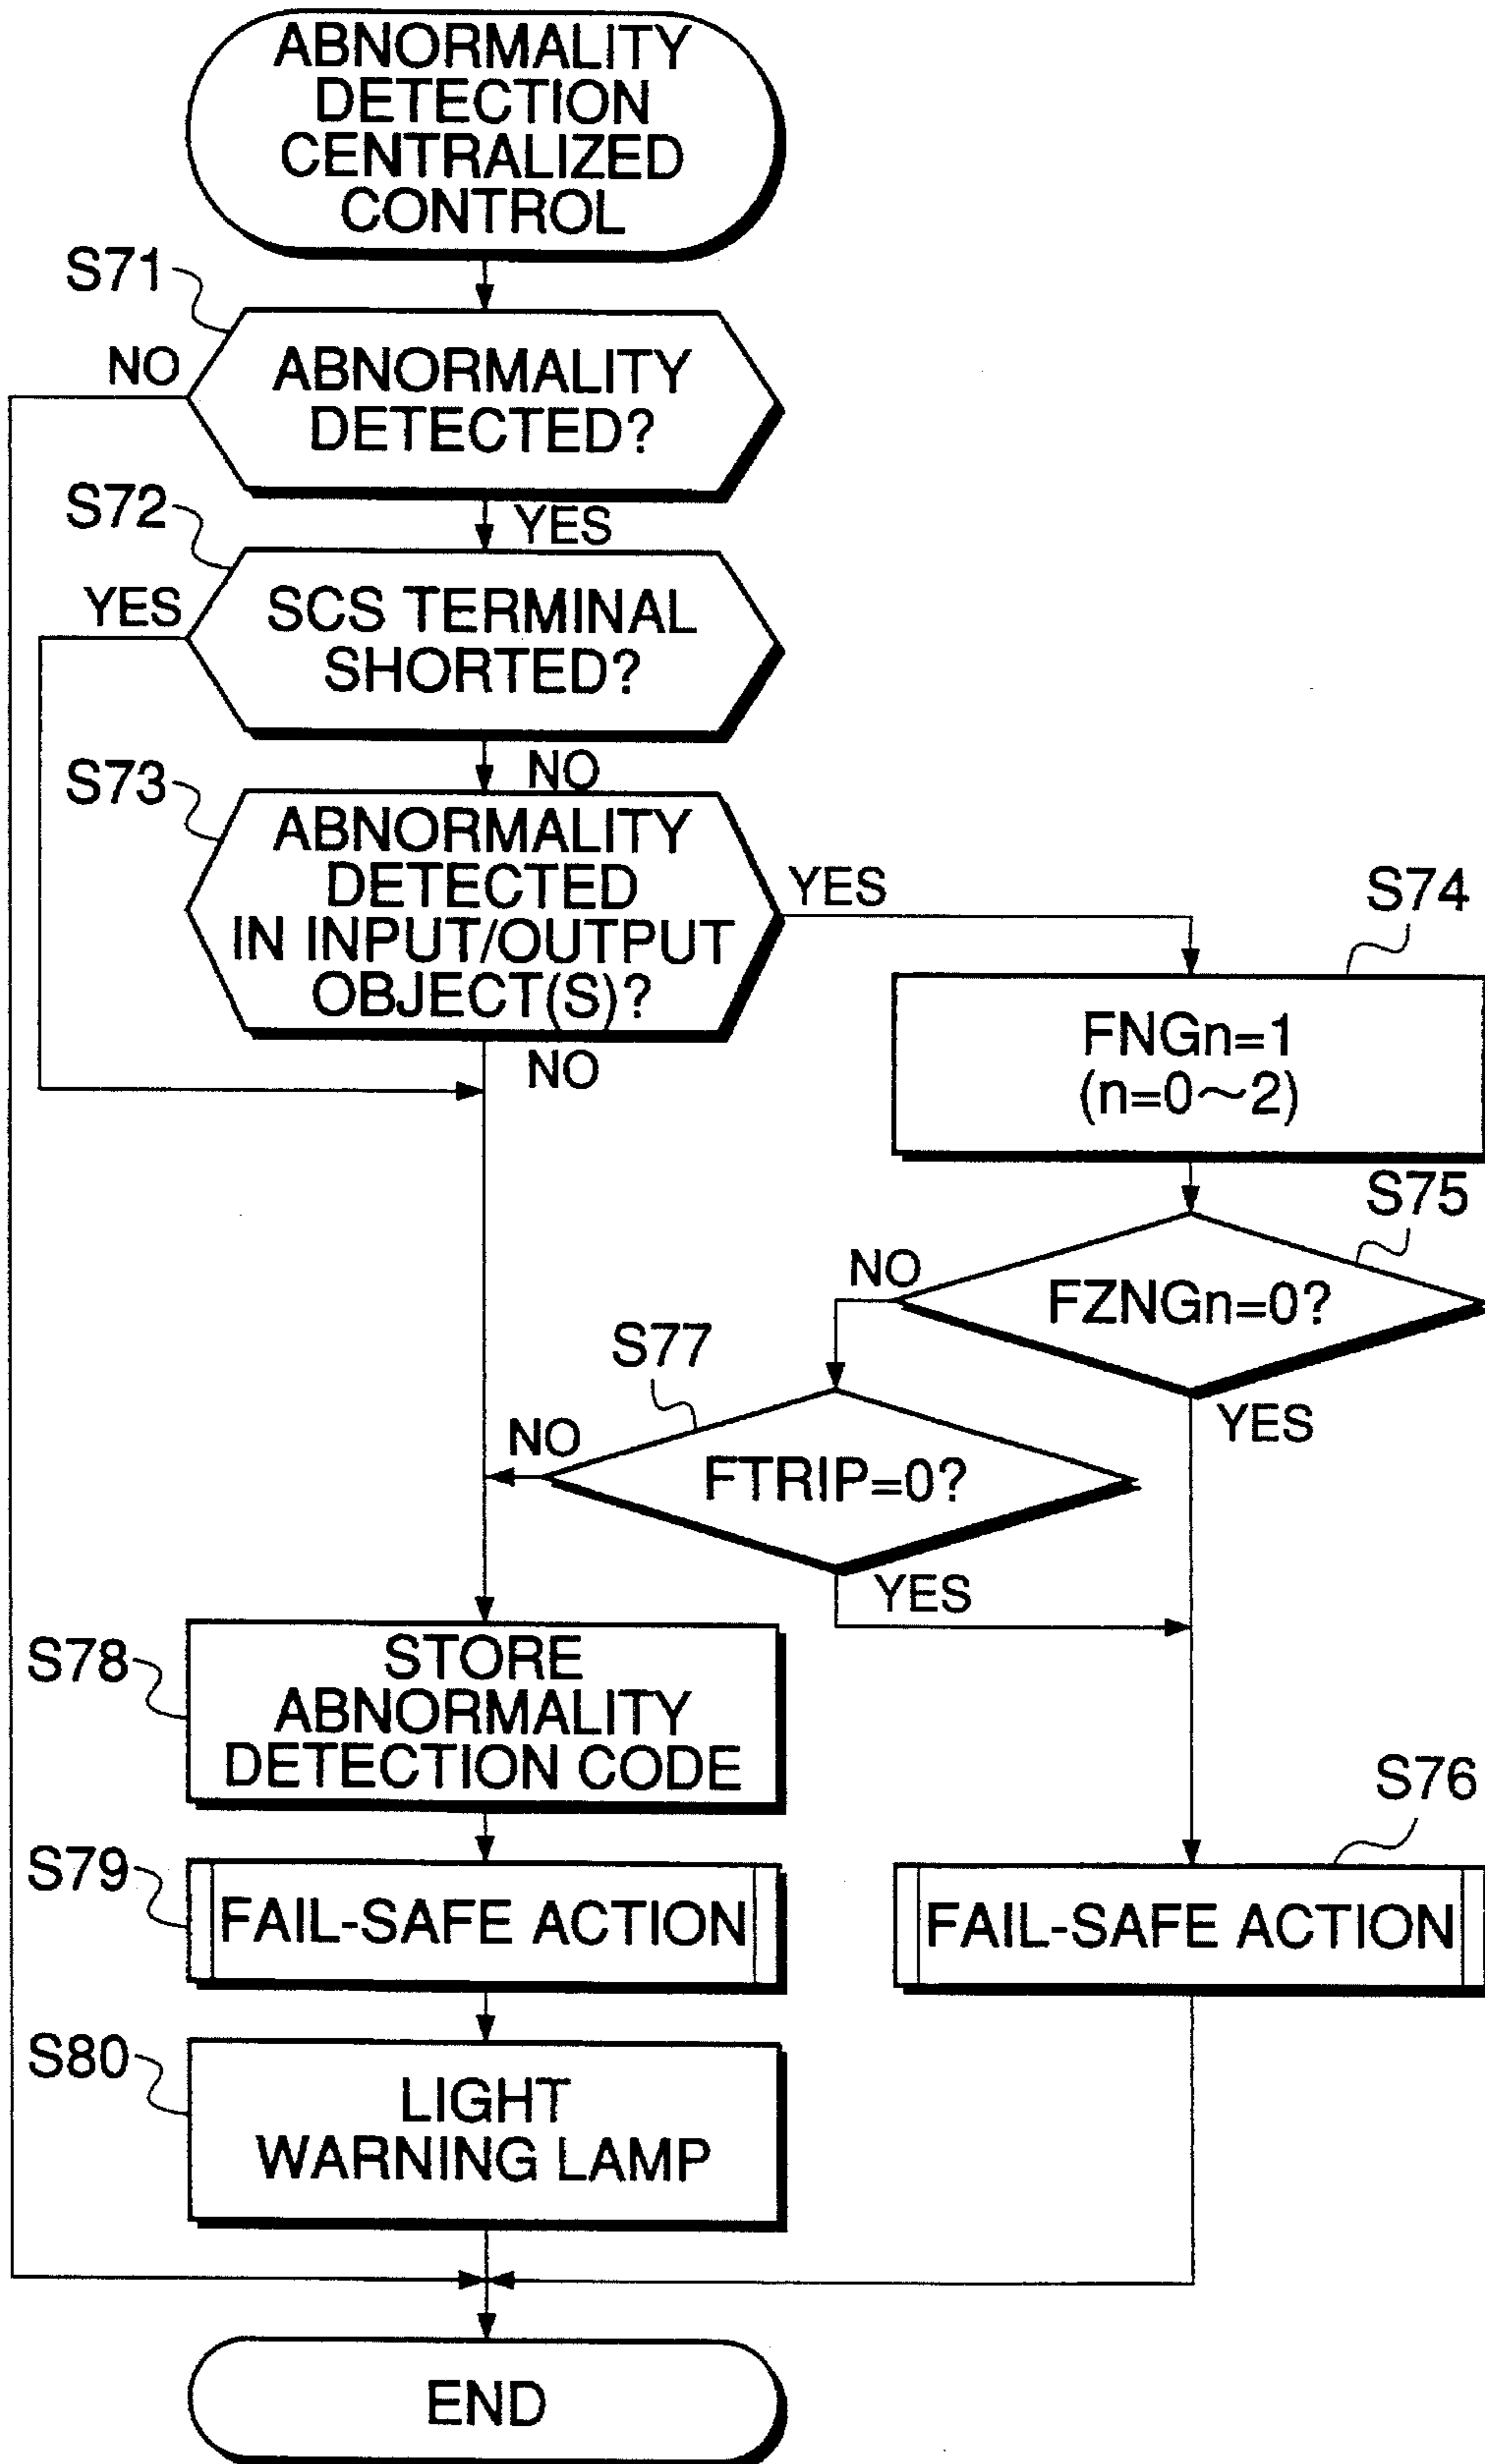 ABNORMALITY
DETECTION
CENTRALIZED
CONTROL
S71
NO
ABNORMALITY
DETECTED?
S72
YES
YES
SCS TERMINAL
SHORTED?
S73
NO
ABNORMALITY
DETECTED
IN INPUT/OUTPUT
OBJECT(S)?
YES
NO
S74
FNGn=1
(n=0～2)
S75
NO
FZNGn=0?
YES
S77
NO
FTRIP=0?
YES
S78
STORE
ABNORMALITY
DETECTION CODE
S76
S79
FAIL-SAFE ACTION
FAIL-SAFE ACTION
S80
LIGHT
WARNING LAMP
END